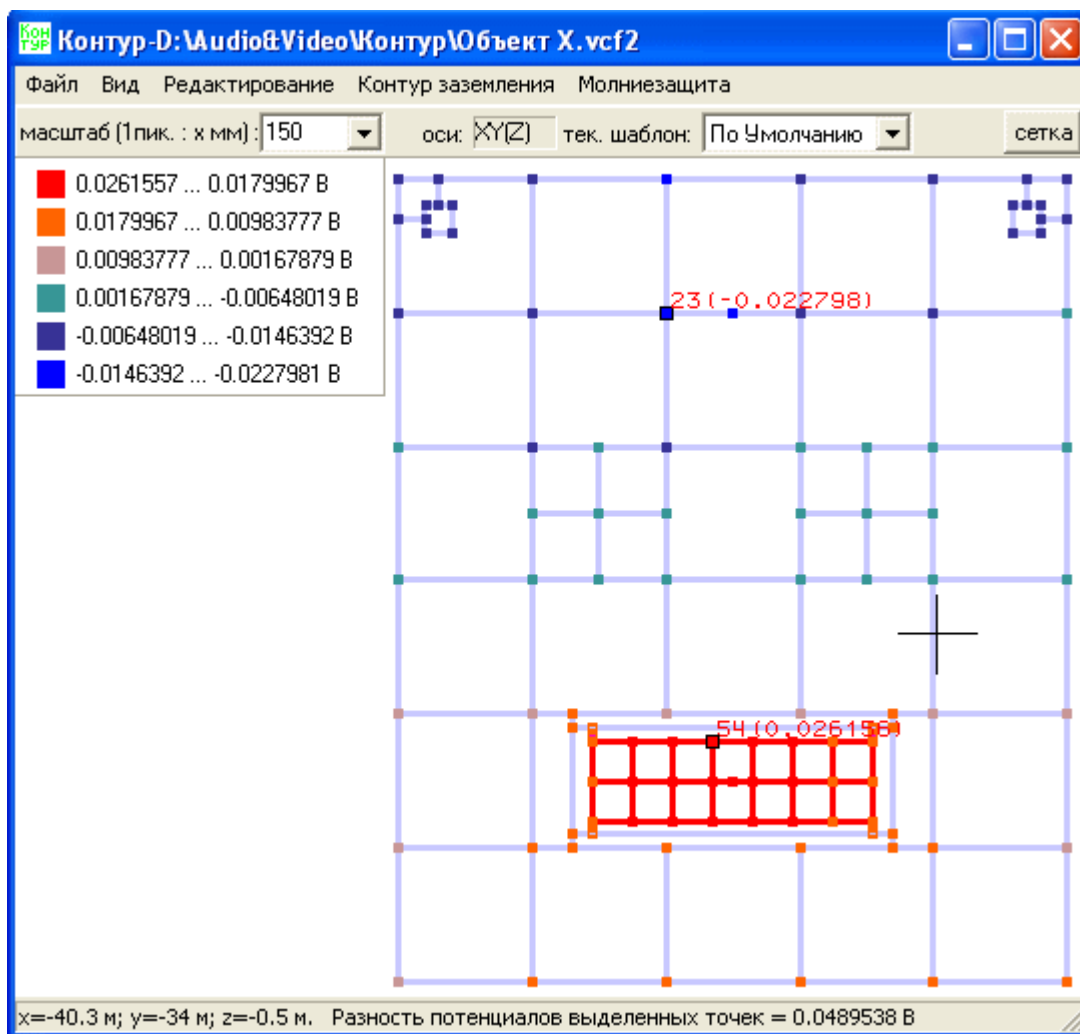 КОН ТУР Контур-D:\Audio&Video\Контур\Объект X.vcf2
Файл Вид Редактирование Контур заземления Молниезащита
масштаб (1пик. : x мм) : 150 оси: XY(Z) тек. шаблон: По Умолчанию сетка
0.0261557 ... 0.0179967 В
0.0179967 ... 0.00983777 В
0.00983777 ... 0.00167879 В
0.00167879 ... -0.00648019 В
-0.00648019 ... -0.0146392 В
-0.0146392 ... -0.0227981 В
23(-0.022798)
54(0.026156)
x=-40.3 м; y=-34 м; z=-0.5 м. Разность потенциалов выделенных точек = 0.0489538 В